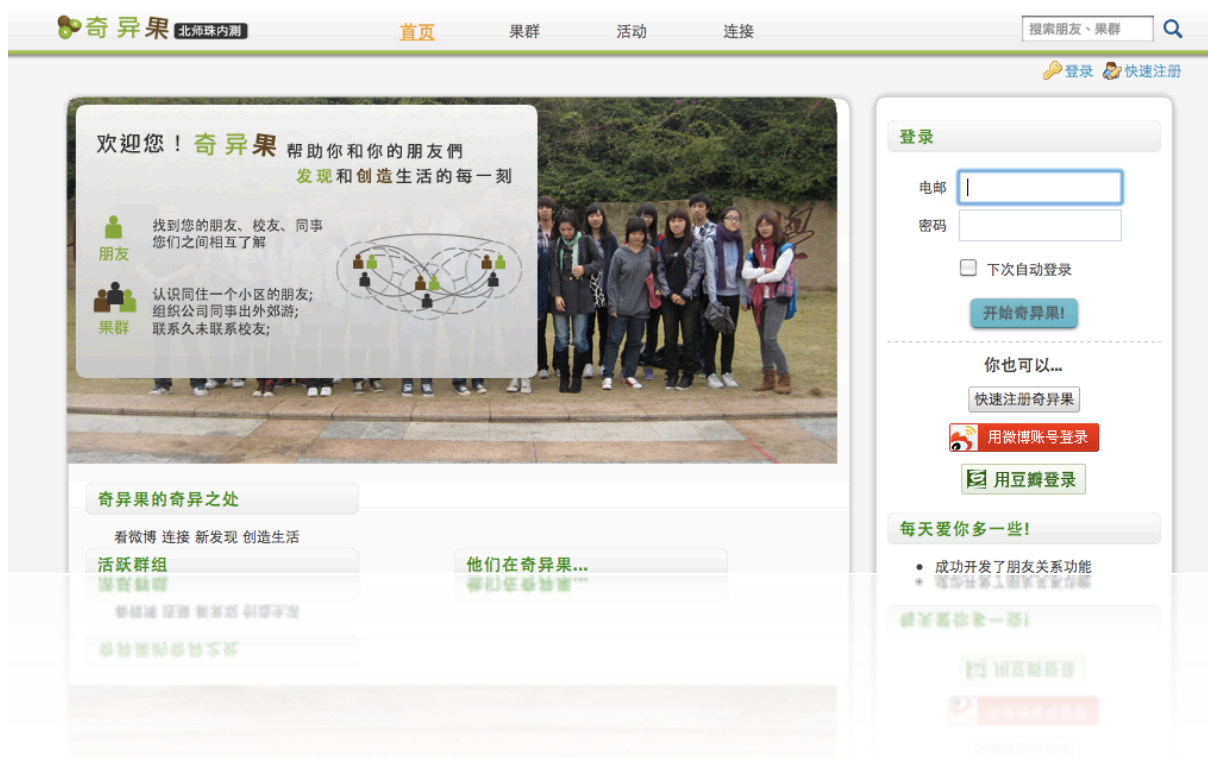 奇异果 北师珠内测
首页 果群 活动 连接
搜索朋友、果群
登录 快速注册
欢迎您！奇异果 帮助你和你的朋友們
发现和创造生活的每一刻
朋友
找到您的朋友、校友、同事
您们之间相互了解
果群
认识同住一个小区的朋友;
组织公司同事出外郊游;
联系久未联系校友;
奇异果的奇异之处
看微博 连接 新发现 创造生活
活跃群组
他们在奇异果...
登录
电邮
密码
下次自动登录
开始奇异果!
你也可以...
快速注册奇异果
用微博账号登录
用豆瓣登录
每天爱你多一些!
• 成功开发了朋友关系功能